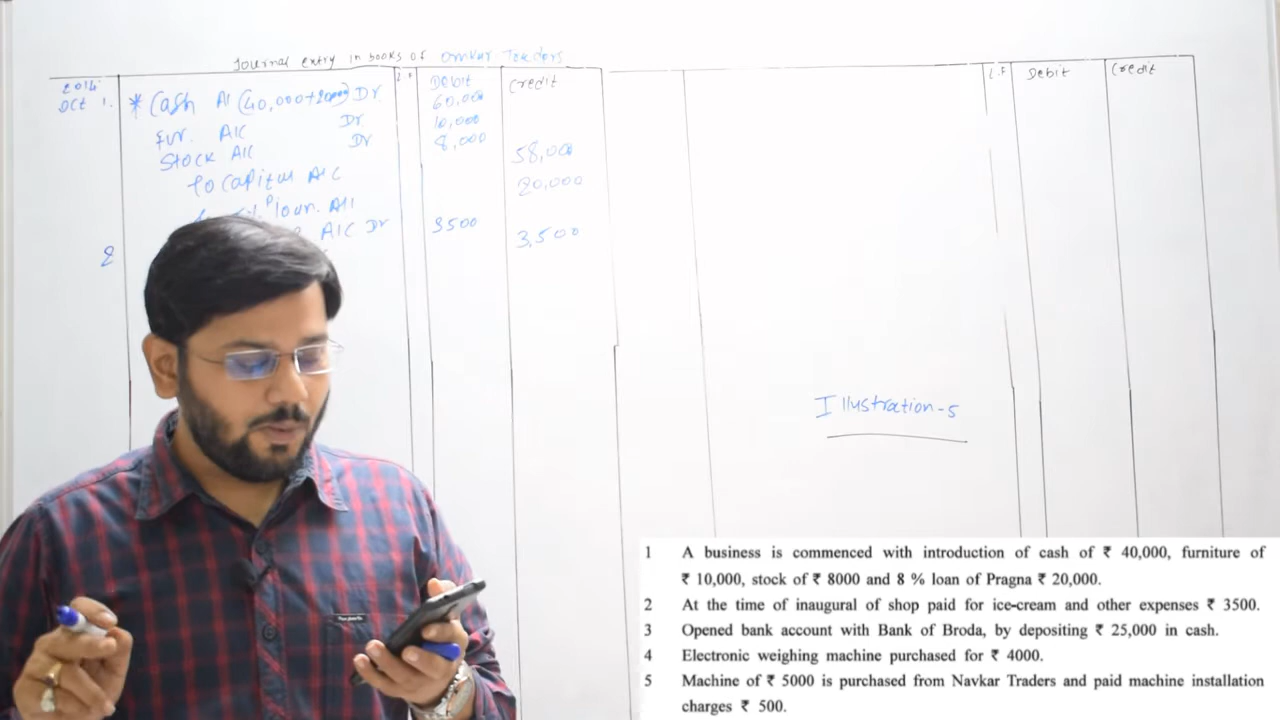 Journal entry in books of Omkar Traders
2014
Oct 1.
L.F
Debit
Credit
* Cash A/C (40,000+20000) Dr. 60,000
Fur. A/C Dr 10,000
Stock A/C Dr 8,000
To Capital A/C 58,000
loan. A/C 20,000
2
A/C Dr 3500
3,500
L.F
Debit
Credit
Illustration-5
1 A business is commenced with introduction of cash of ₹ 40,000, furniture of
₹ 10,000, stock of ₹ 8000 and 8 % loan of Pragna ₹ 20,000.
2 At the time of inaugural of shop paid for ice-cream and other expenses ₹ 3500.
3 Opened bank account with Bank of Broda, by depositing ₹ 25,000 in cash.
4 Electronic weighing machine purchased for ₹ 4000.
5 Machine of ₹ 5000 is purchased from Navkar Traders and paid machine installation
charges ₹ 500.